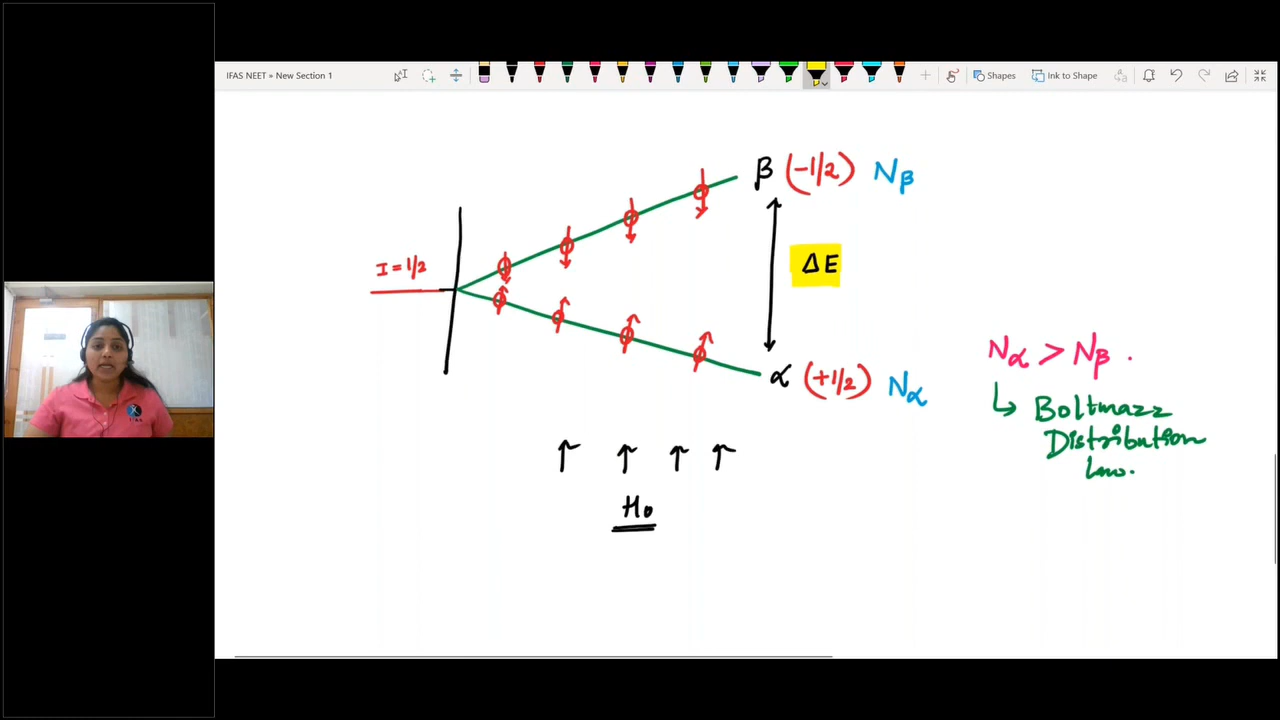 IFAS NEET » New Section 1
Shapes
Ink to Shape
β (-1/2) Nβ
I = 1/2
ΔE
Nα > Nβ .
α (+1/2) Nα
↳ Boltmazz
Distribution
Law.
↑ ↑ ↑ ↑
H₀